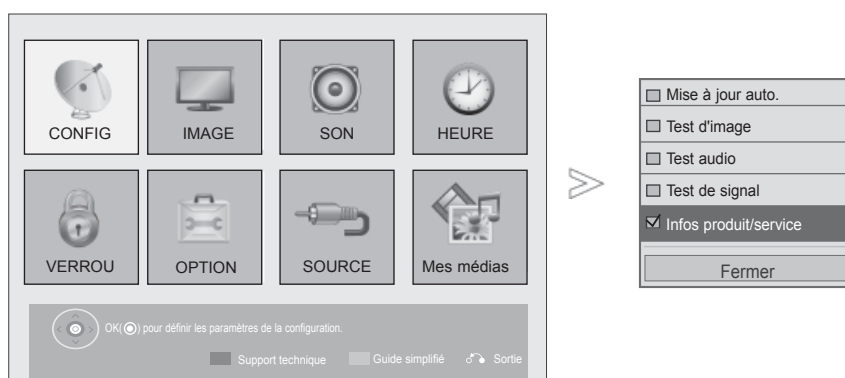 CONFIG IMAGE SON HEURE
VERROU OPTION SOURCE Mes médias
OK(◉) pour définir les paramètres de la configuration.
Support technique Guide simplifié Sortie
Mise à jour auto.
Test d'image
Test audio
Test de signal
Infos produit/service
Fermer